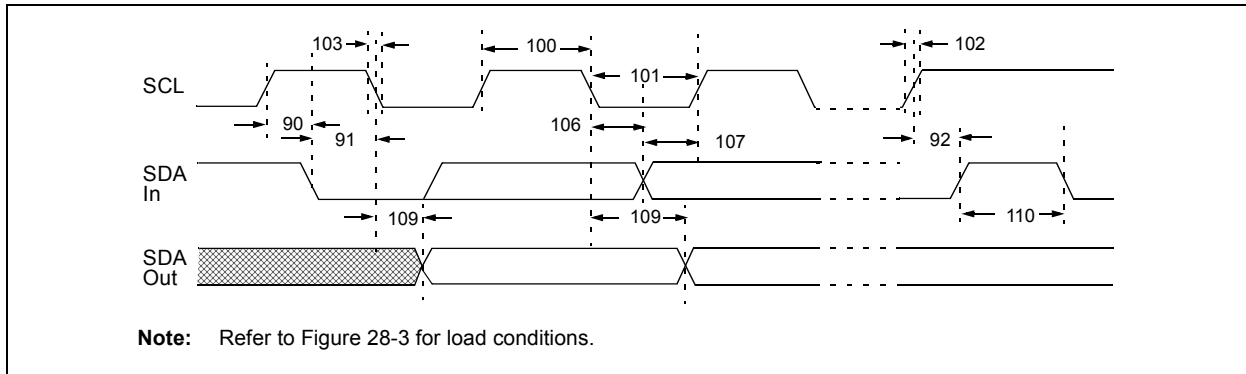 103
100
102
SCL
101
90
91
106
107
92
SDA
In
109
109
110
SDA
Out
Note: Refer to Figure 28-3 for load conditions.